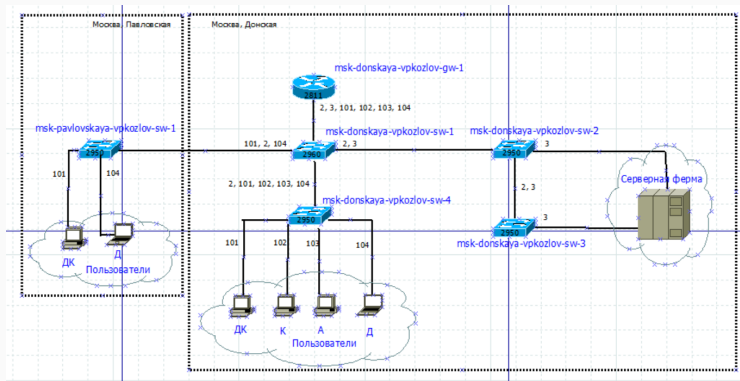 Москва, Павловская
Москва, Донская
msk-donskaya-vpkozlov-gw-1
2811
2, 3, 101, 102, 103, 104
msk-pavlovskaya-vpkozlov-sw-1
2950
101, 2, 104
msk-donskaya-vpkozlov-sw-1
2960
2, 3
msk-donskaya-vpkozlov-sw-2
2950
3
101
104
2, 101, 102, 103, 104
2, 3
Серверная ферма
msk-donskaya-vpkozlov-sw-4
2950
3
2950
msk-donskaya-vpkozlov-sw-3
101
102
103
104
ДК
Д
Пользователи
ДК
К
А
Д
Пользователи